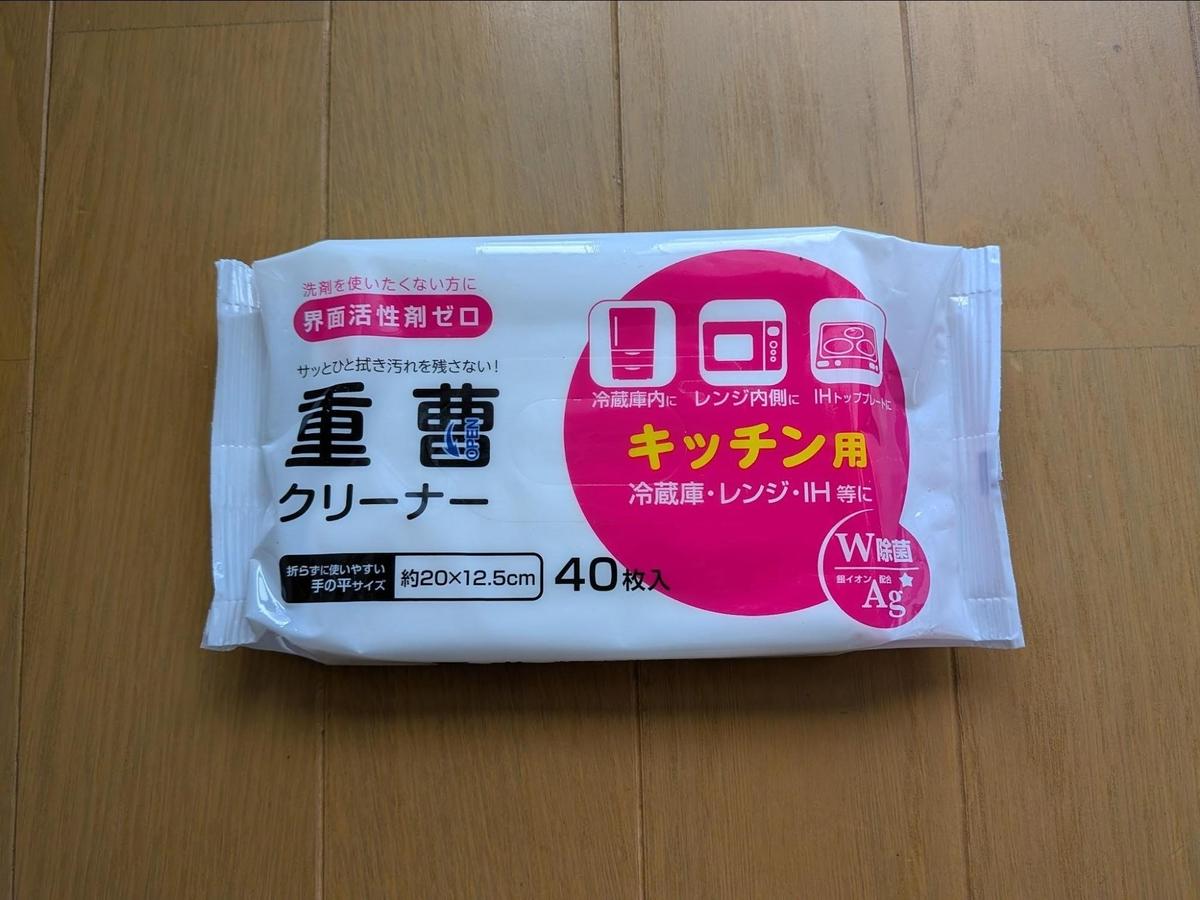 洗剤を使いたくない方に
界面活性剤ゼロ
サッとひと拭き汚れを残さない!
重曹
OPEN
クリーナー
折らずに使いやすい
手の平サイズ
約20×12.5cm
40枚入
冷蔵庫内に
レンジ内側に
IHトッププレートに
キッチン用
冷蔵庫・レンジ・IH等に
W除菌
銀イオン配合
Ag